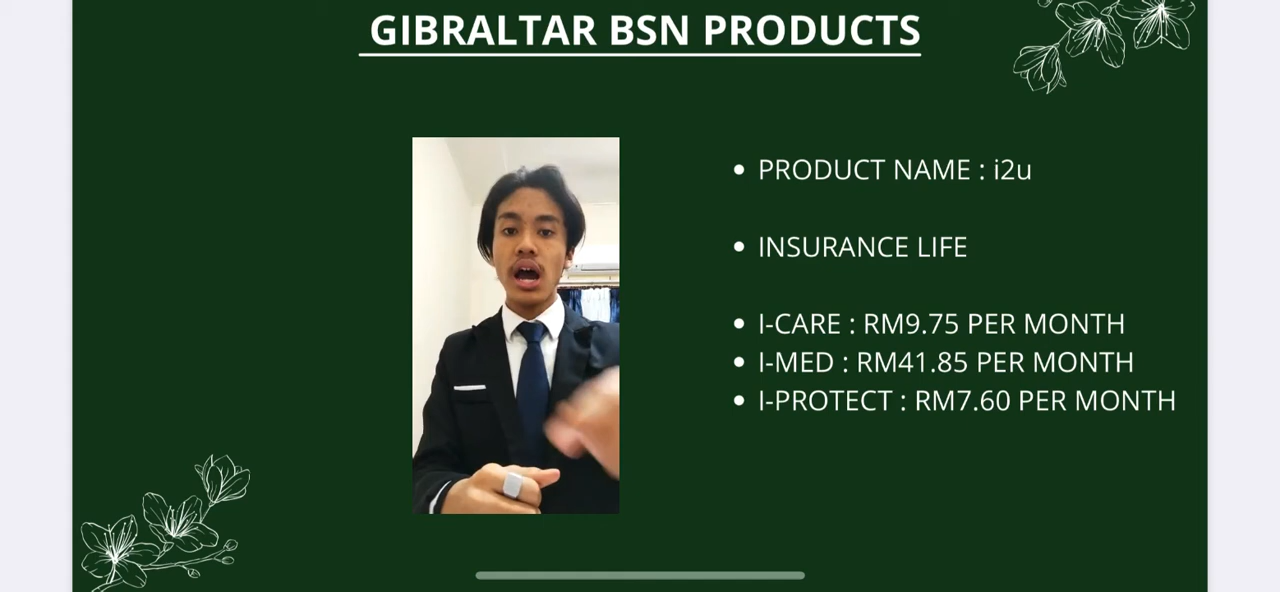 GIBRALTAR BSN PRODUCTS
PRODUCT NAME : i2u
INSURANCE LIFE
I-CARE : RM9.75 PER MONTH
I-MED : RM41.85 PER MONTH
I-PROTECT : RM7.60 PER MONTH